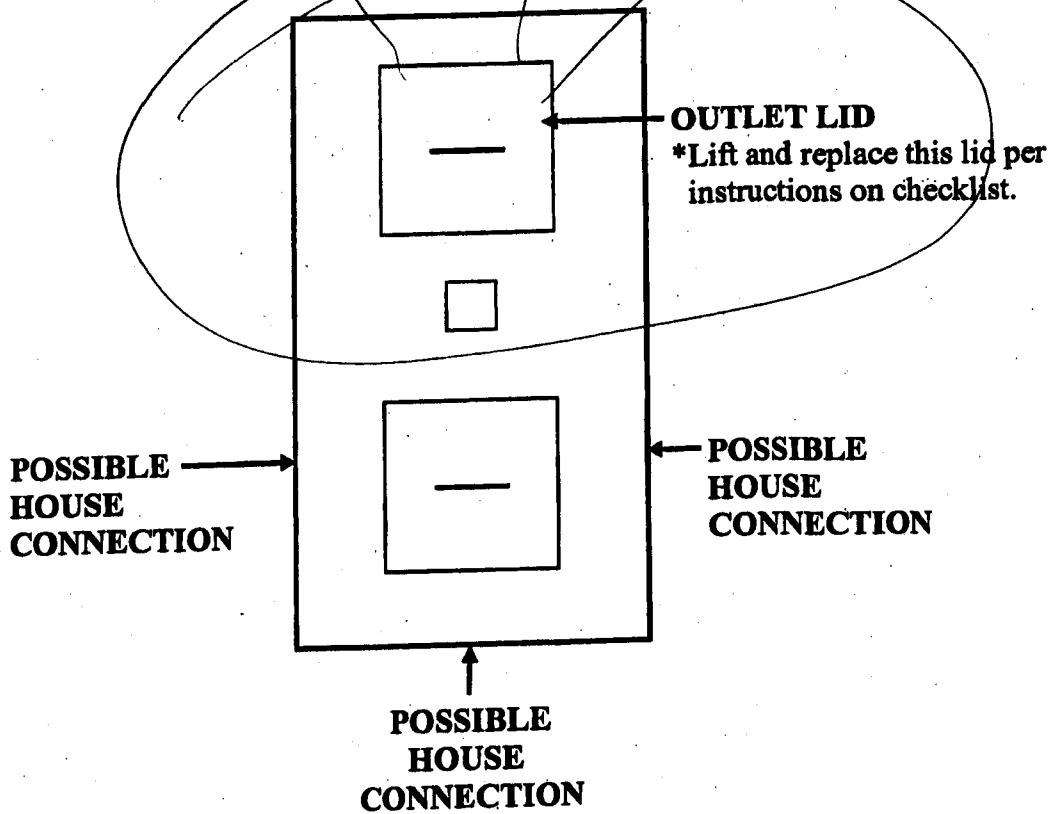 OUTLET LID
*Lift and replace this lid per
instructions on checklist.
POSSIBLE
HOUSE
CONNECTION
POSSIBLE
HOUSE
CONNECTION
POSSIBLE
HOUSE
CONNECTION